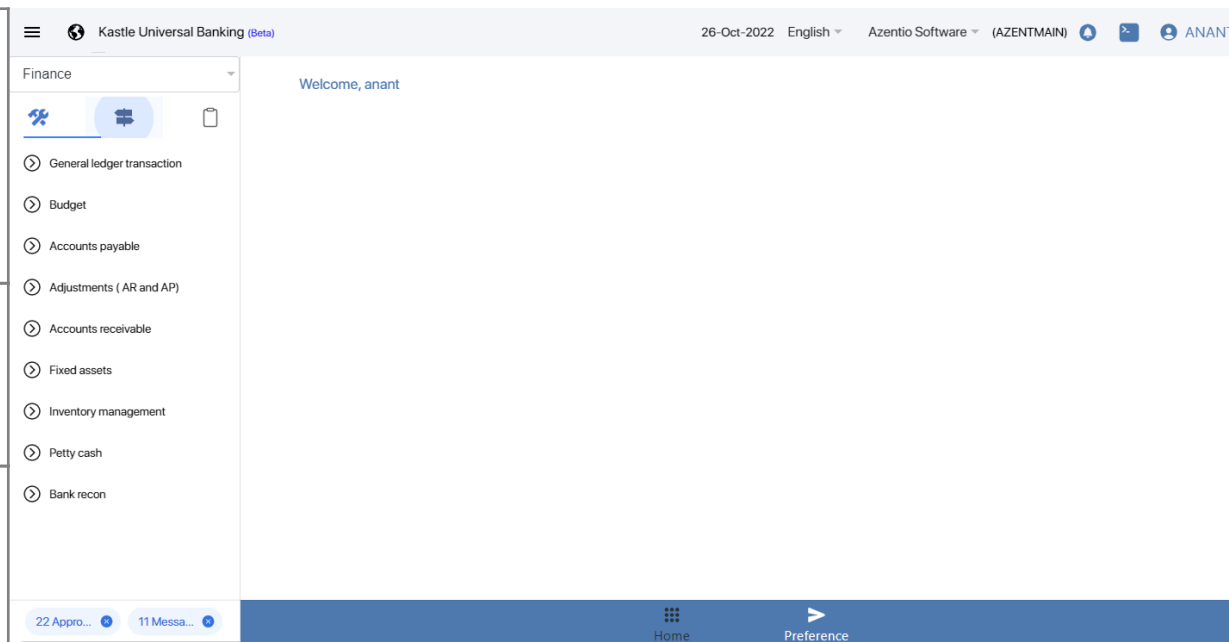 Kastle Universal Banking (Beta) 26-Oct-2022 English Azentio Software (AZENTMAIN) ANANT
Finance
Welcome, anant
General ledger transaction
Budget
Accounts payable
Adjustments ( AR and AP)
Accounts receivable
Fixed assets
Inventory management
Petty cash
Bank recon
22 Appro... 11 Messa...
Home Preference